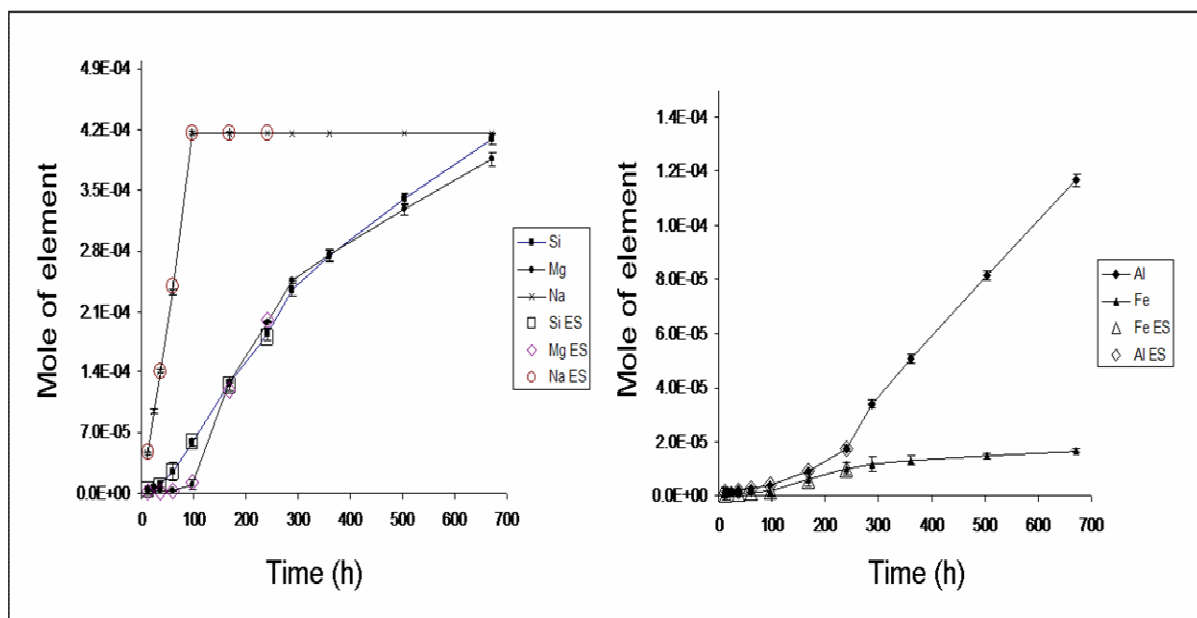 4.9E-04
4.2E-04
3.5E-04
2.8E-04
2.1E-04
1.4E-04
7.0E-05
0.0E+00
Mole of element
0 100 200 300 400 500 600 700
Time (h)
Si
Mg
Na
Si ES
Mg ES
Na ES
1.4E-04
1.2E-04
1.0E-04
8.0E-05
6.0E-05
4.0E-05
2.0E-05
0.0E+00
Mole of element
0 100 200 300 400 500 600 700
Time (h)
Al
Fe
Fe ES
Al ES